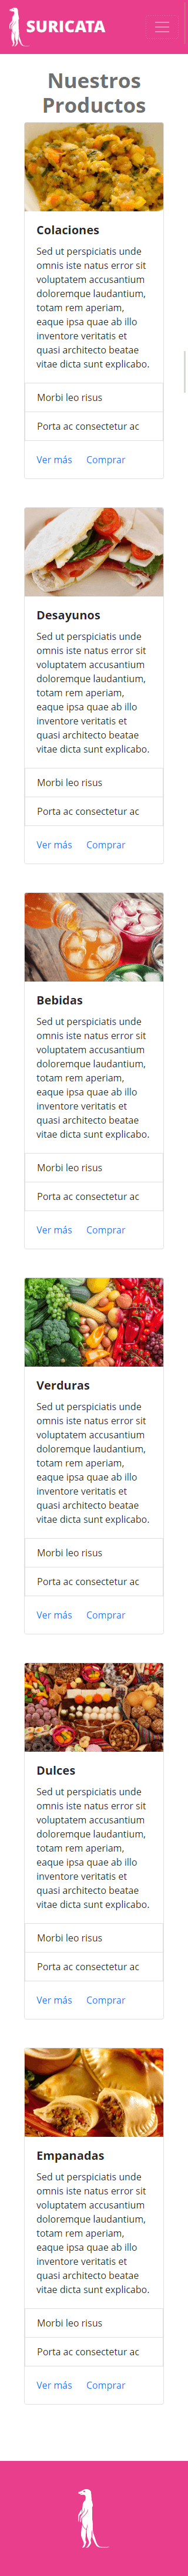 SURICATA
Nuestros
Productos
Colaciones
Sed ut perspiciatis unde
omnis iste natus error sit
voluptatem accusantium
doloremque laudantium,
totam rem aperiam,
eaque ipsa quae ab illo
inventore veritatis et
quasi architecto beatae
vitae dicta sunt explicabo.
Morbi leo risus
Porta ac consectetur ac
Ver más Comprar
Desayunos
Sed ut perspiciatis unde
omnis iste natus error sit
voluptatem accusantium
doloremque laudantium,
totam rem aperiam,
eaque ipsa quae ab illo
inventore veritatis et
quasi architecto beatae
vitae dicta sunt explicabo.
Morbi leo risus
Porta ac consectetur ac
Ver más Comprar
Bebidas
Sed ut perspiciatis unde
omnis iste natus error sit
voluptatem accusantium
doloremque laudantium,
totam rem aperiam,
eaque ipsa quae ab illo
inventore veritatis et
quasi architecto beatae
vitae dicta sunt explicabo.
Morbi leo risus
Porta ac consectetur ac
Ver más Comprar
Verduras
Sed ut perspiciatis unde
omnis iste natus error sit
voluptatem accusantium
doloremque laudantium,
totam rem aperiam,
eaque ipsa quae ab illo
inventore veritatis et
quasi architecto beatae
vitae dicta sunt explicabo.
Morbi leo risus
Porta ac consectetur ac
Ver más Comprar
Dulces
Sed ut perspiciatis unde
omnis iste natus error sit
voluptatem accusantium
doloremque laudantium,
totam rem aperiam,
eaque ipsa quae ab illo
inventore veritatis et
quasi architecto beatae
vitae dicta sunt explicabo.
Morbi leo risus
Porta ac consectetur ac
Ver más Comprar
Empanadas
Sed ut perspiciatis unde
omnis iste natus error sit
voluptatem accusantium
doloremque laudantium,
totam rem aperiam,
eaque ipsa quae ab illo
inventore veritatis et
quasi architecto beatae
vitae dicta sunt explicabo.
Morbi leo risus
Porta ac consectetur ac
Ver más Comprar